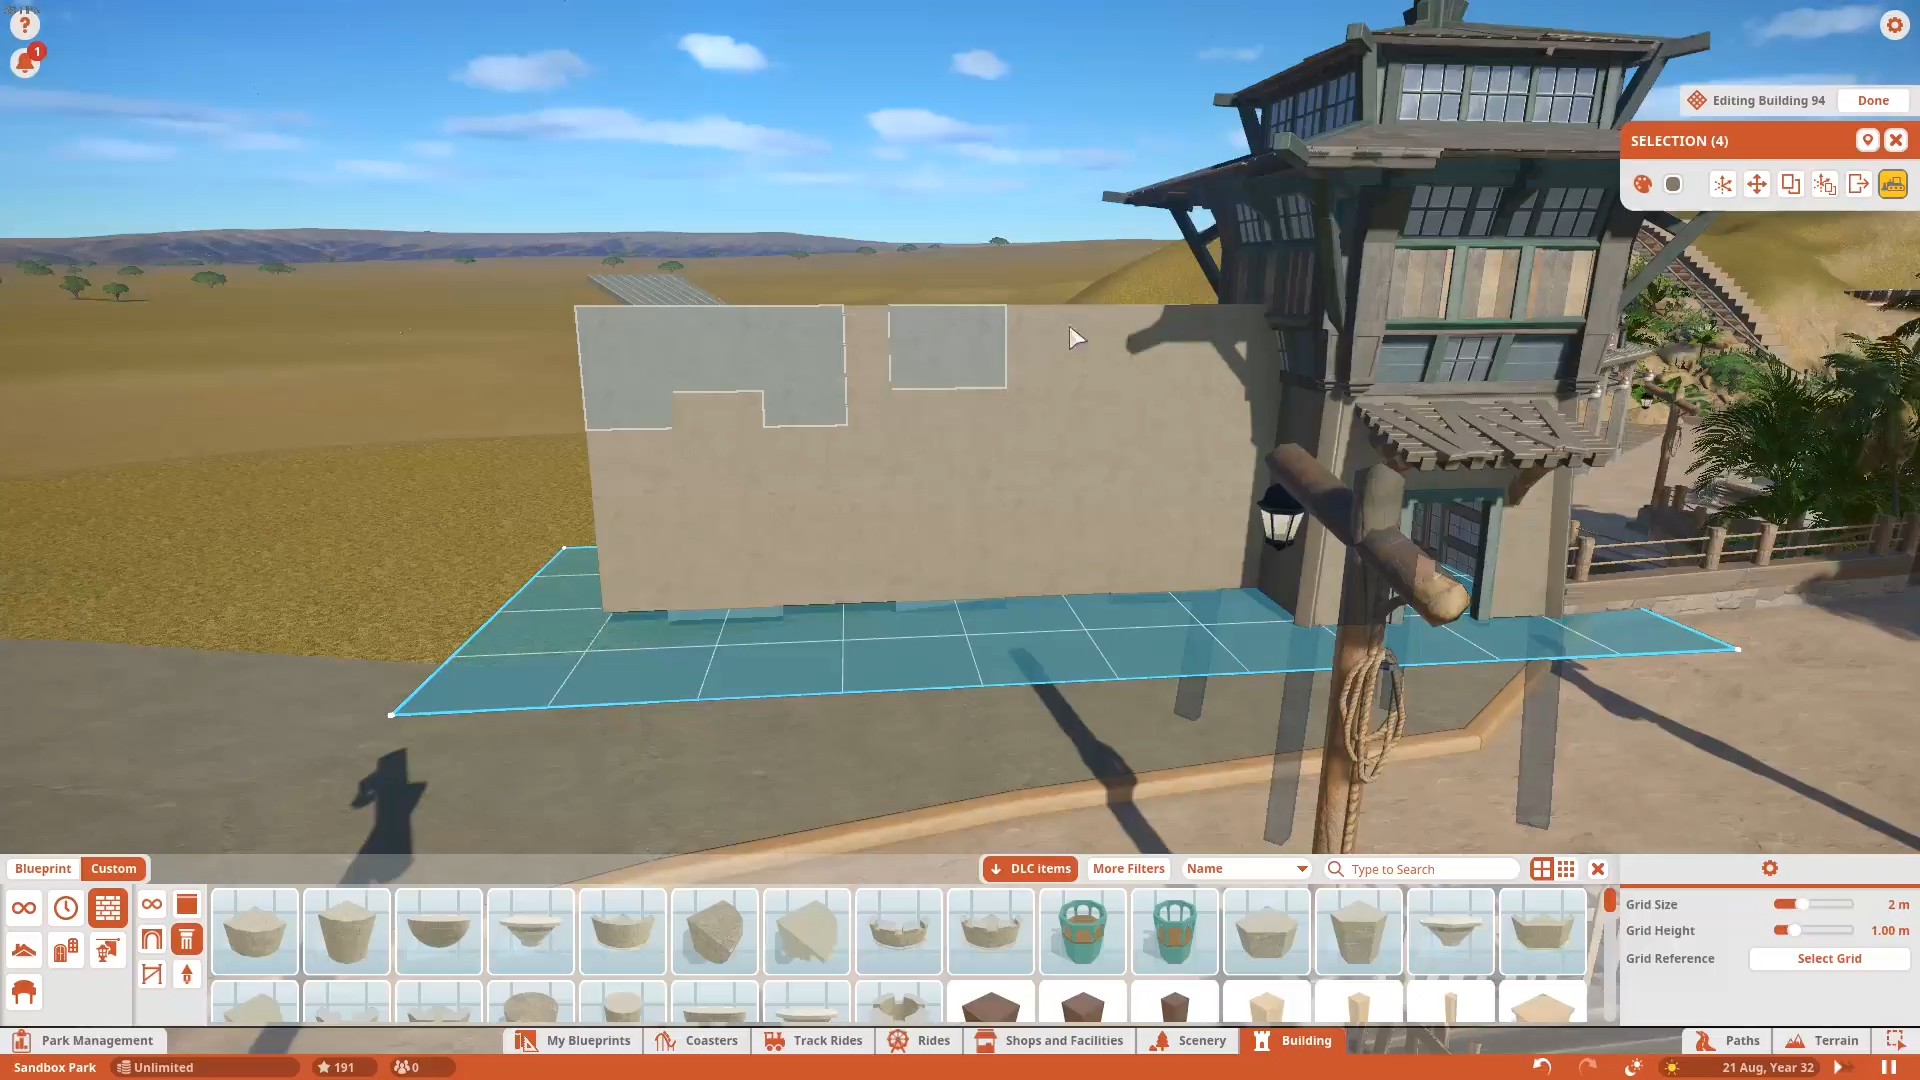 ?
1
Editing Building 94
Done
SELECTION (4)
Blueprint
Custom
DLC items
More Filters
Name
Type to Search
Grid Size
2 m
Grid Height
1.00 m
Grid Reference
Select Grid
Park Management
My Blueprints
Coasters
Track Rides
Rides
Shops and Facilities
Scenery
Building
Paths
Terrain
Sandbox Park
Unlimited
191
0
21 Aug, Year 32